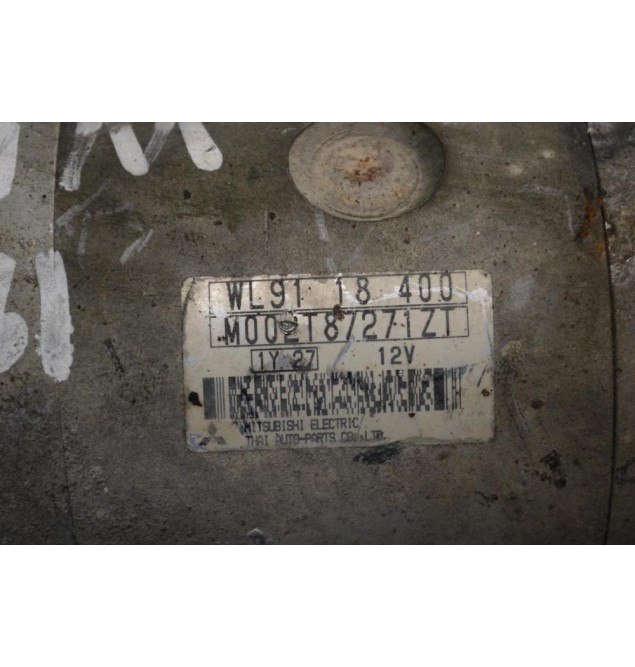 WL91 18 400
M002T87271ZT
1Y 27 12V
MITSUBISHI ELECTRIC
THAI AUTO-PARTS CO.,LTD.